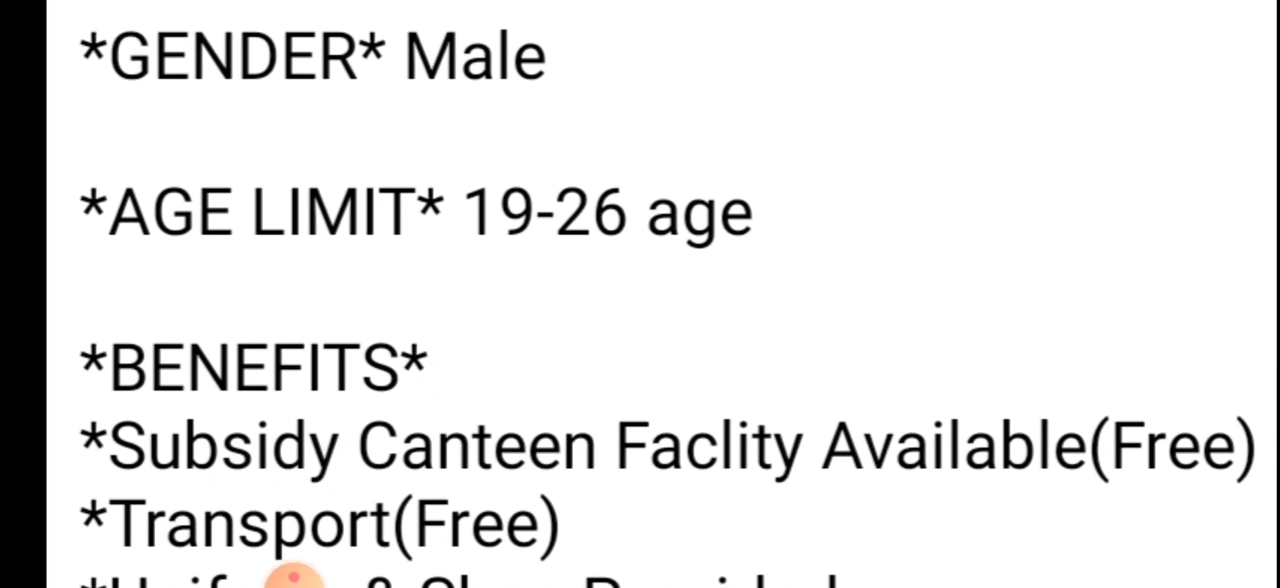 *GENDER* Male
*AGE LIMIT* 19-26 age
*BENEFITS*
*Subsidy Canteen Faclity Available(Free)
*Transport(Free)